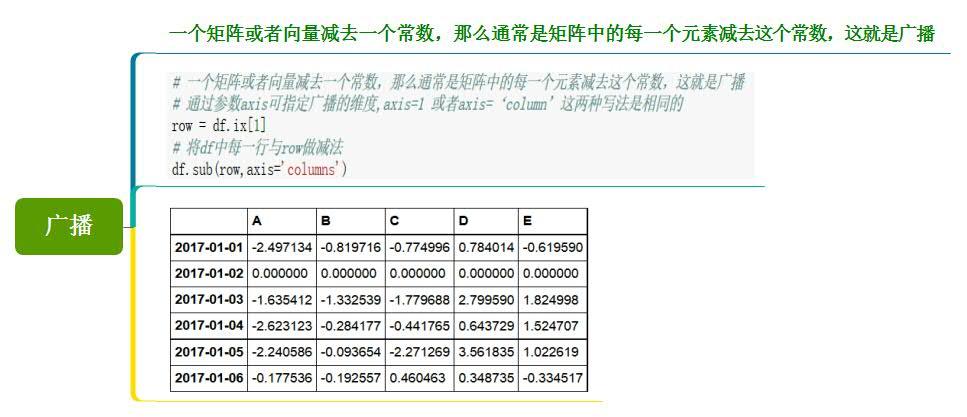 一个矩阵或者向量减去一个常数，那么通常是矩阵中的每一个元素减去这个常数，这就是广播
# 一个矩阵或者向量减去一个常数，那么通常是矩阵中的每一个元素减去这个常数，这就是广播
# 通过参数axis可指定广播的维度,axis=1 或者axis=‘column’这两种写法是相同的
row = df.ix[1]
# 将df中每一行与row做减法
df.sub(row,axis='columns')
广播
A B C D E
2017-01-01 -2.497134 -0.819716 -0.774996 0.784014 -0.619590
2017-01-02 0.000000 0.000000 0.000000 0.000000 0.000000
2017-01-03 -1.635412 -1.332539 -1.779688 2.799590 1.824998
2017-01-04 -2.623123 -0.284177 -0.441765 0.643729 1.524707
2017-01-05 -2.240586 -0.093654 -2.271269 3.561835 1.022619
2017-01-06 -0.177536 -0.192557 0.460463 0.348735 -0.334517